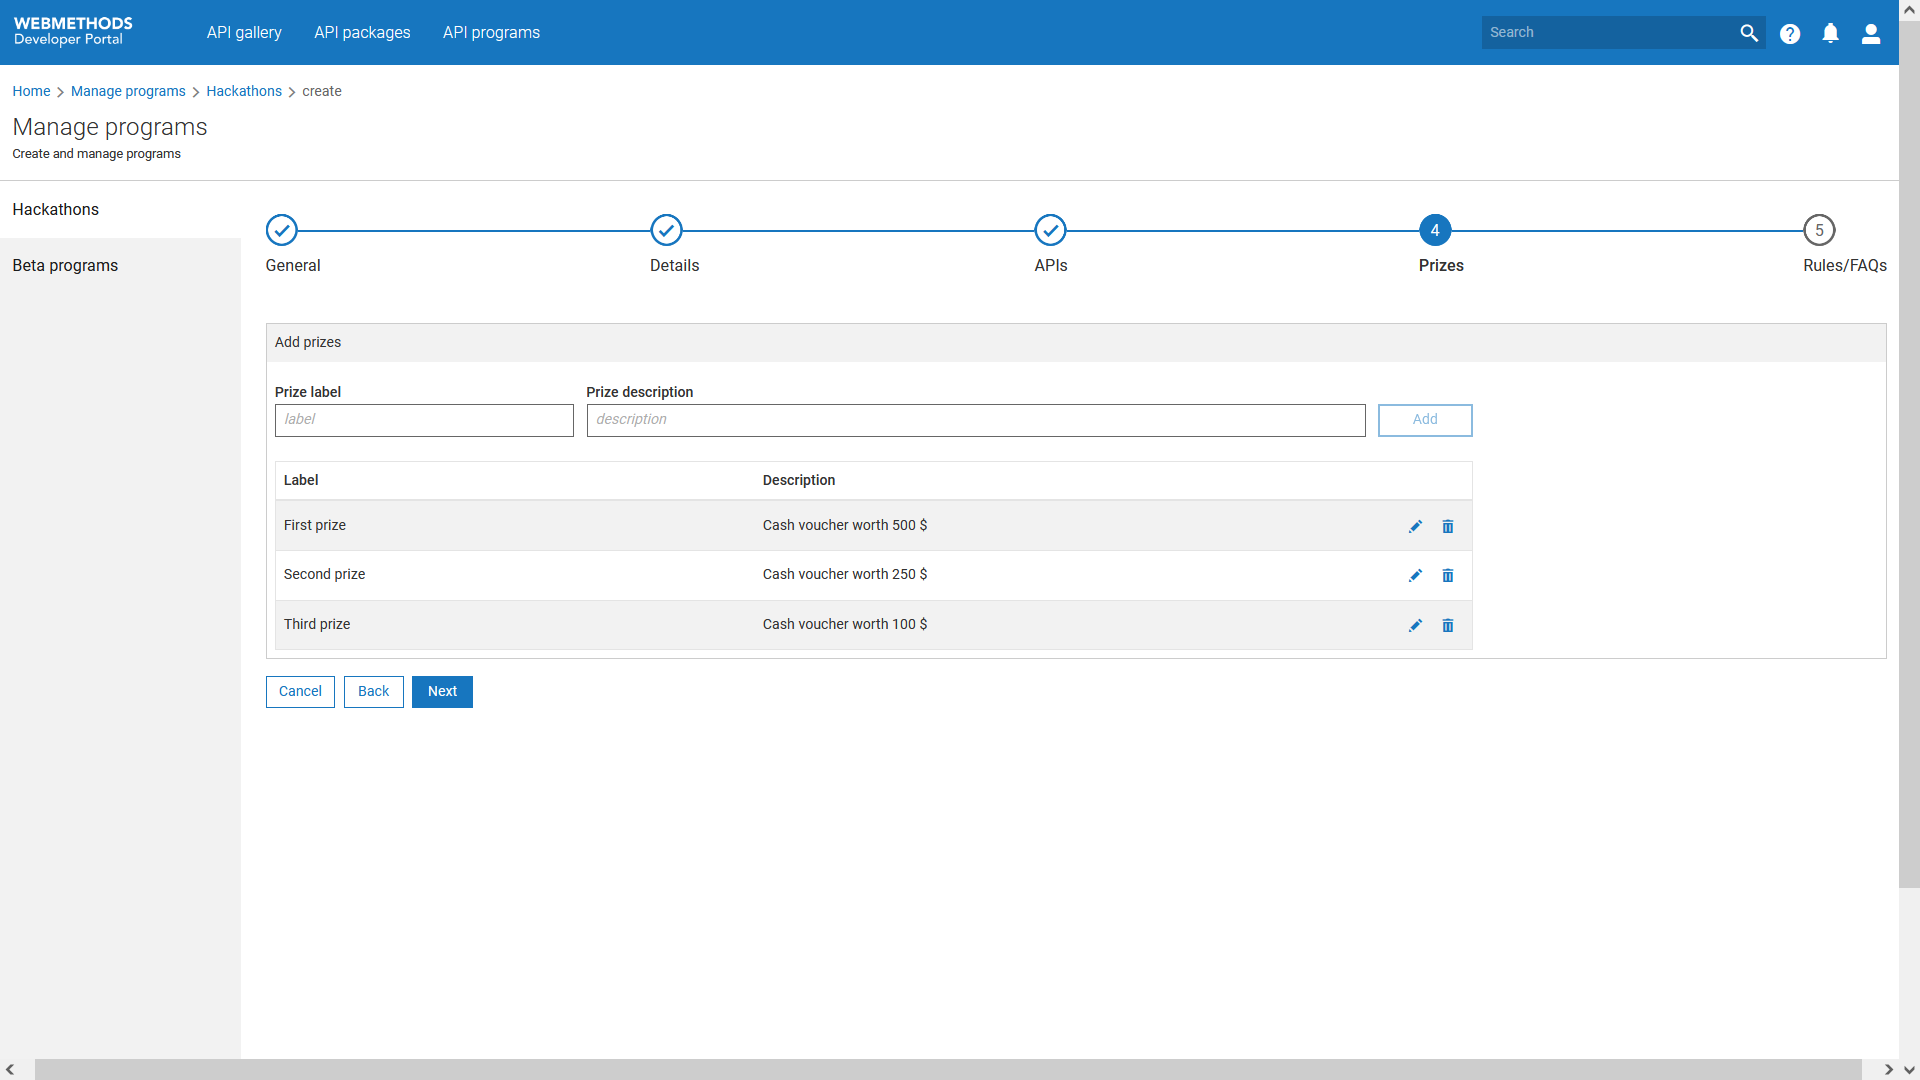 WEBMETHODS
Developer Portal
API gallery
API packages
API programs
Search
Home > Manage programs > Hackathons > create
Manage programs
Create and manage programs
Hackathons
Beta programs
4
5
General
Details
APIs
Prizes
Rules/FAQs
Add prizes
Prize label
Prize description
label
description
Add
Label
Description
First prize
Cash voucher worth 500 $
Second prize
Cash voucher worth 250 $
Third prize
Cash voucher worth 100 $
Cancel
Back
Next